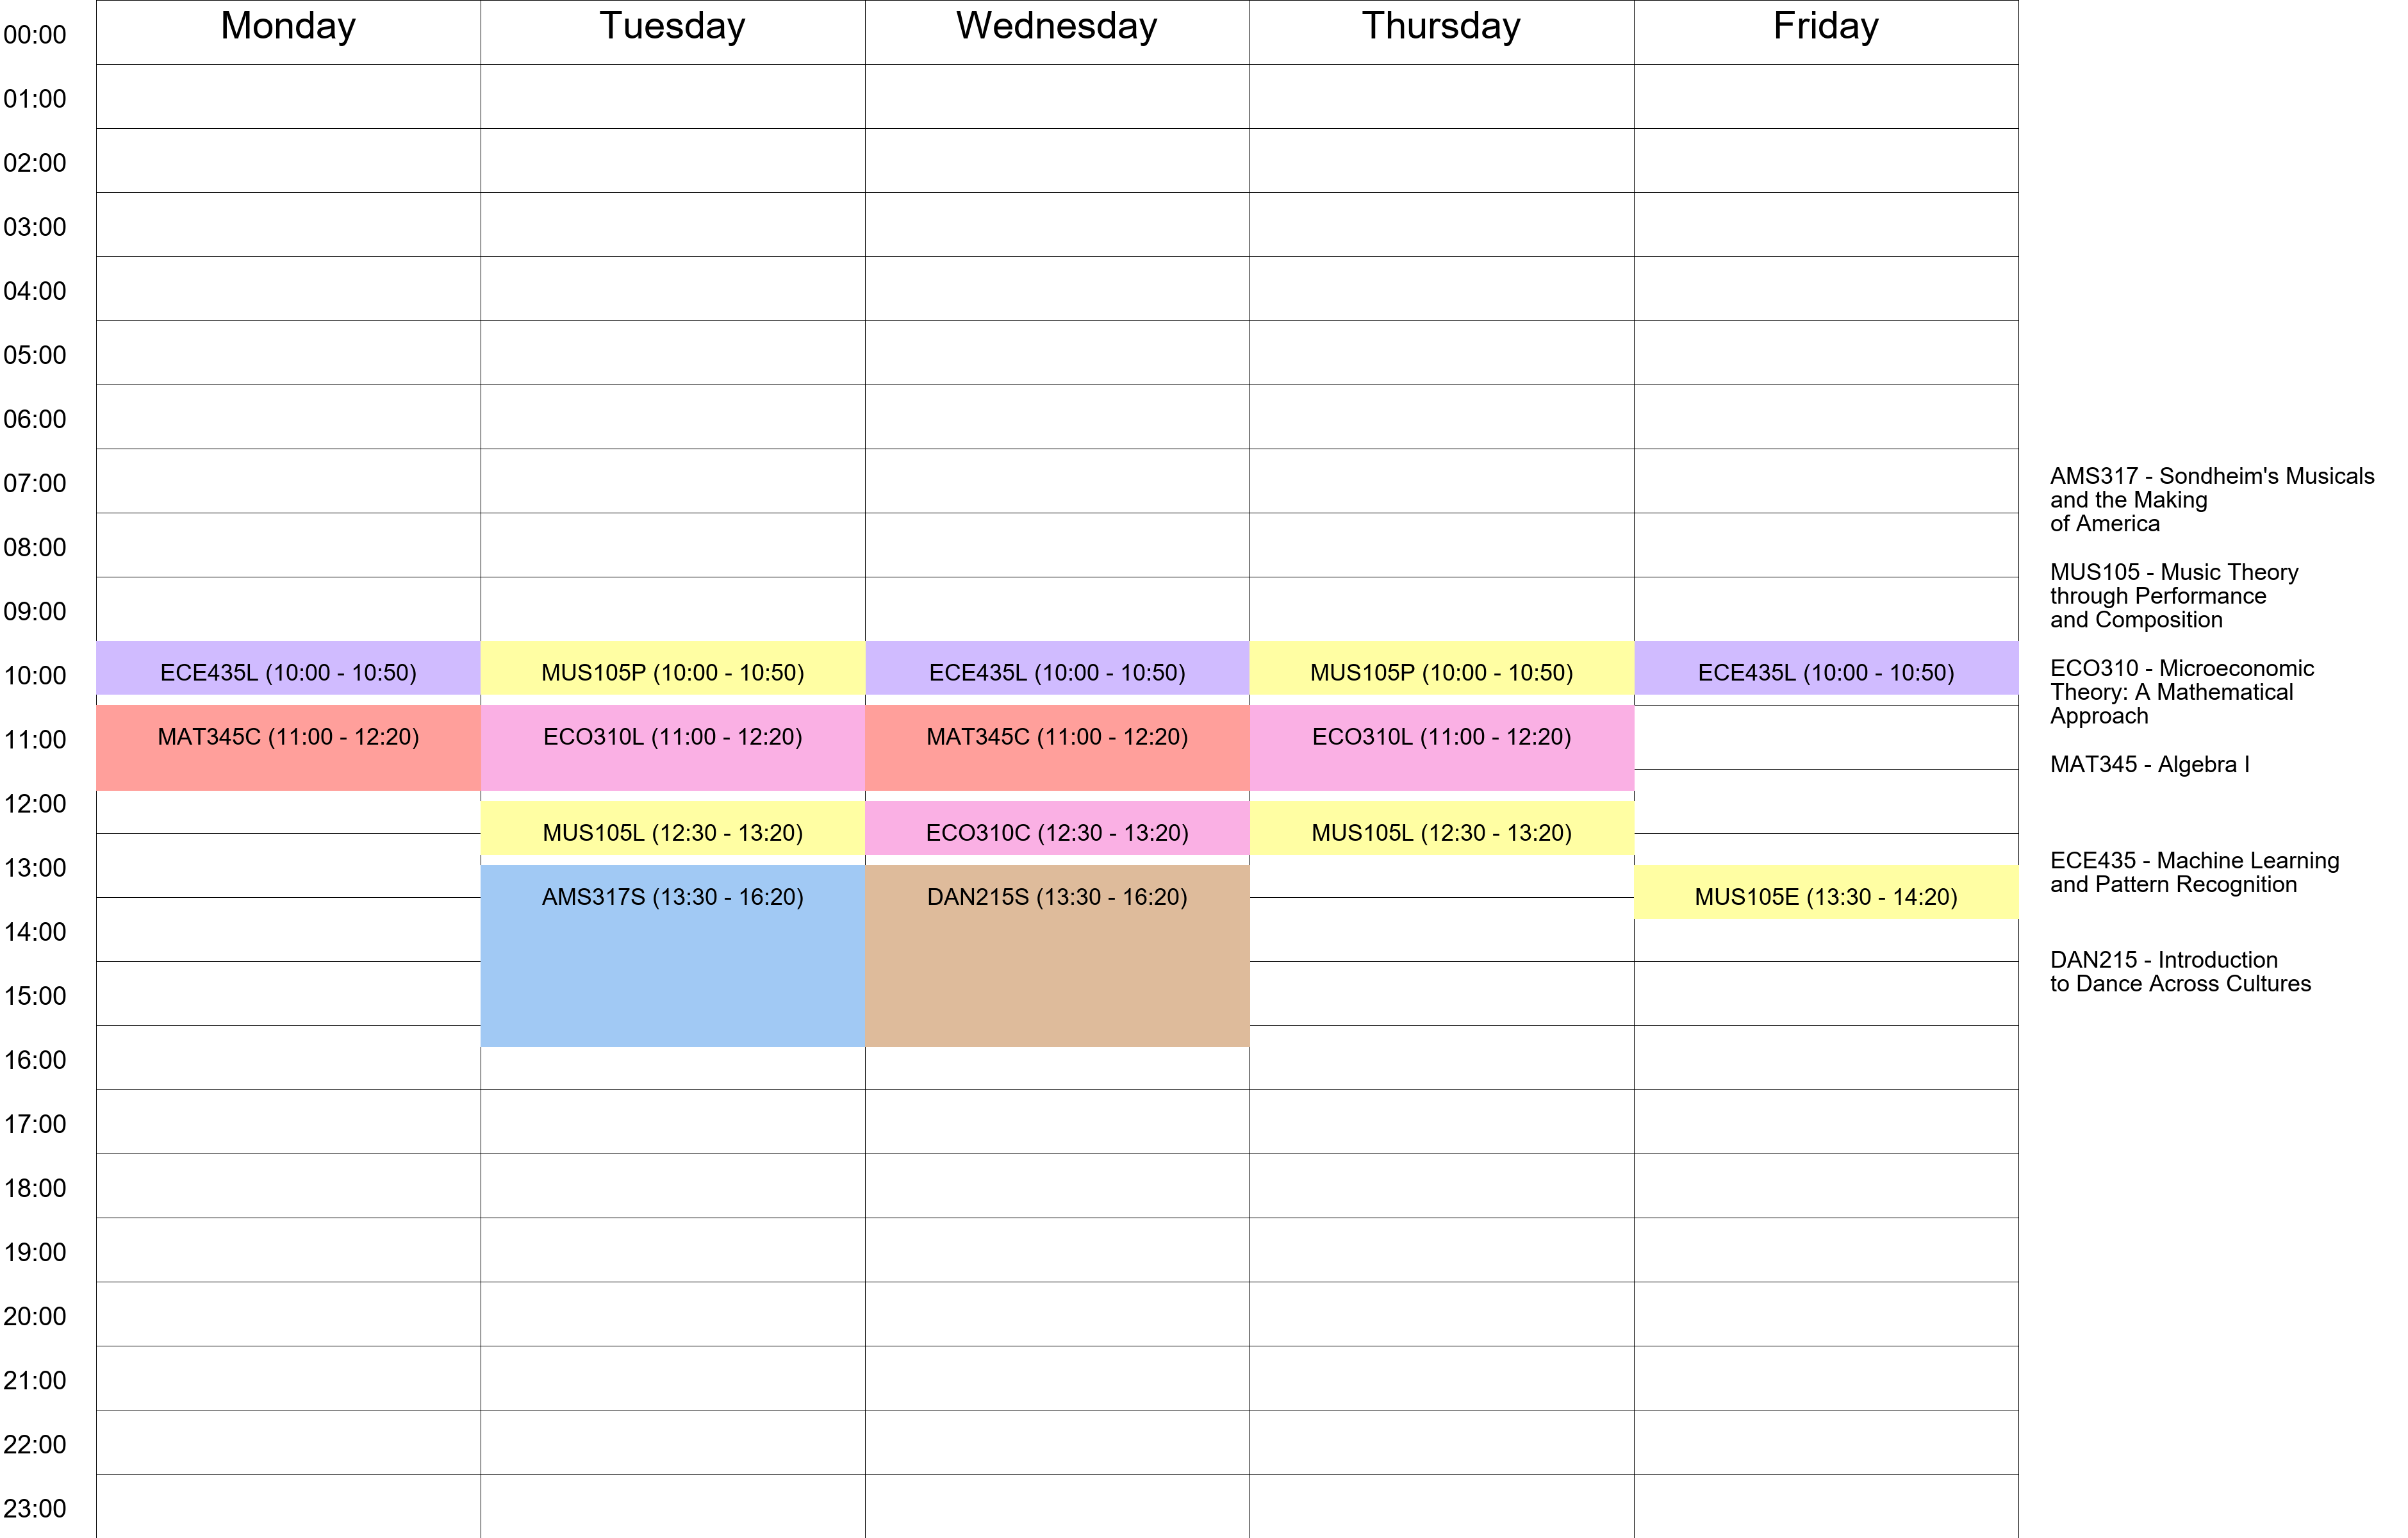 Monday Tuesday Wednesday Thursday Friday
00:00
01:00
02:00
03:00
04:00
05:00
06:00
07:00
08:00
09:00
10:00 ECE435L (10:00 - 10:50) MUS105P (10:00 - 10:50) ECE435L (10:00 - 10:50) MUS105P (10:00 - 10:50) ECE435L (10:00 - 10:50)
11:00 MAT345C (11:00 - 12:20) ECO310L (11:00 - 12:20) MAT345C (11:00 - 12:20) ECO310L (11:00 - 12:20)
12:00
MUS105L (12:30 - 13:20) ECO310C (12:30 - 13:20) MUS105L (12:30 - 13:20)
13:00
AMS317S (13:30 - 16:20) DAN215S (13:30 - 16:20) MUS105E (13:30 - 14:20)
14:00
15:00
16:00
17:00
18:00
19:00
20:00
21:00
22:00
23:00
AMS317 - Sondheim's Musicals
and the Making
of America
MUS105 - Music Theory
through Performance
and Composition
ECO310 - Microeconomic
Theory: A Mathematical
Approach
MAT345 - Algebra I
ECE435 - Machine Learning
and Pattern Recognition
DAN215 - Introduction
to Dance Across Cultures